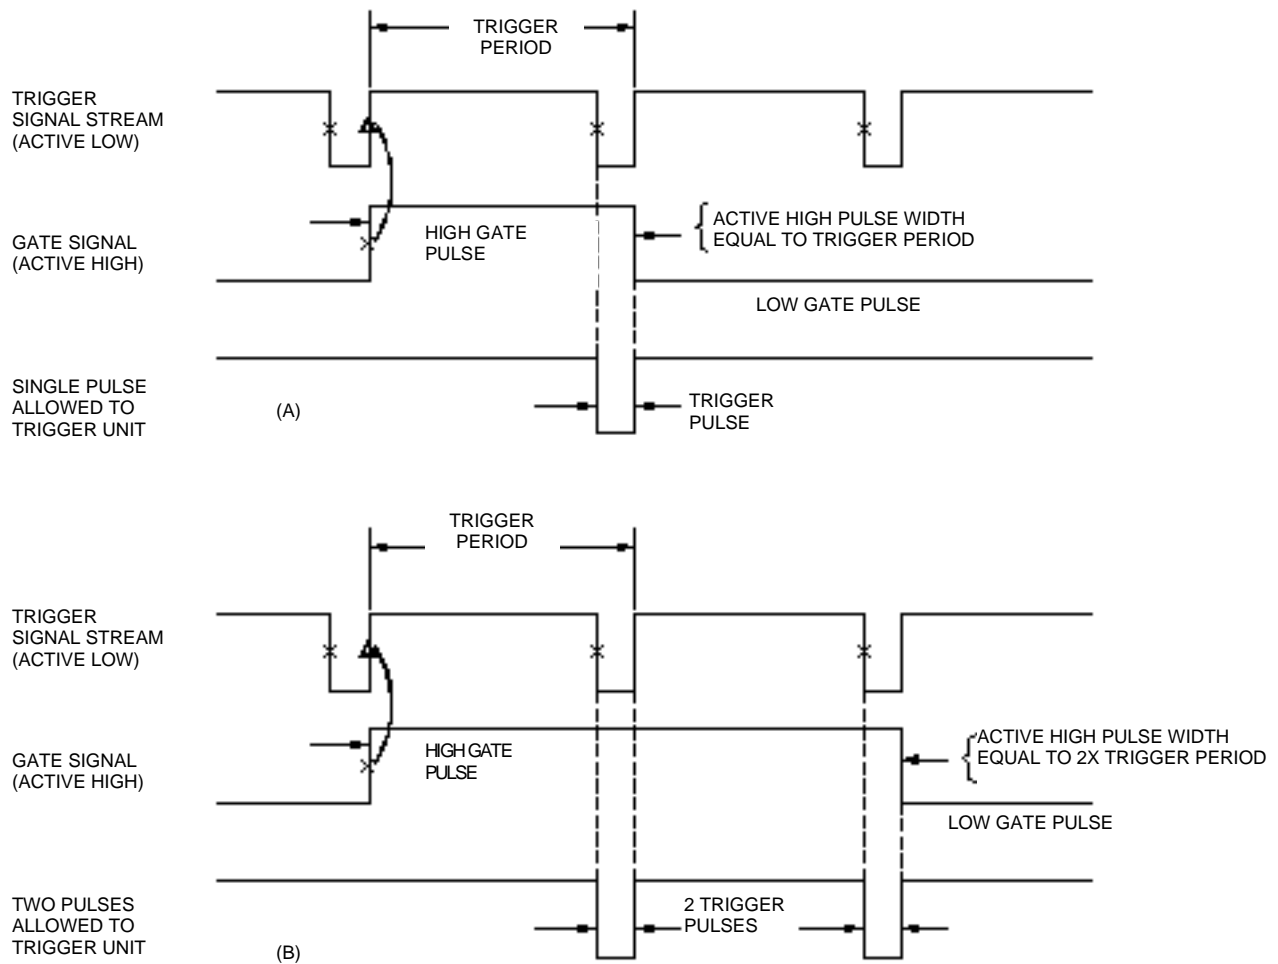 TRIGGER
PERIOD
TRIGGER
SIGNAL STREAM
(ACTIVE LOW)
GATE SIGNAL
(ACTIVE HIGH)
HIGH GATE
PULSE
ACTIVE HIGH PULSE WIDTH
EQUAL TO TRIGGER PERIOD
LOW GATE PULSE
SINGLE PULSE
ALLOWED TO
TRIGGER UNIT
(A)
TRIGGER
PULSE
TRIGGER
PERIOD
TRIGGER
SIGNAL STREAM
(ACTIVE LOW)
GATE SIGNAL
(ACTIVE HIGH)
HIGH GATE
PULSE
ACTIVE HIGH PULSE WIDTH
EQUAL TO 2X TRIGGER PERIOD
LOW GATE PULSE
TWO PULSES
ALLOWED TO
TRIGGER UNIT
(B)
2 TRIGGER
PULSES